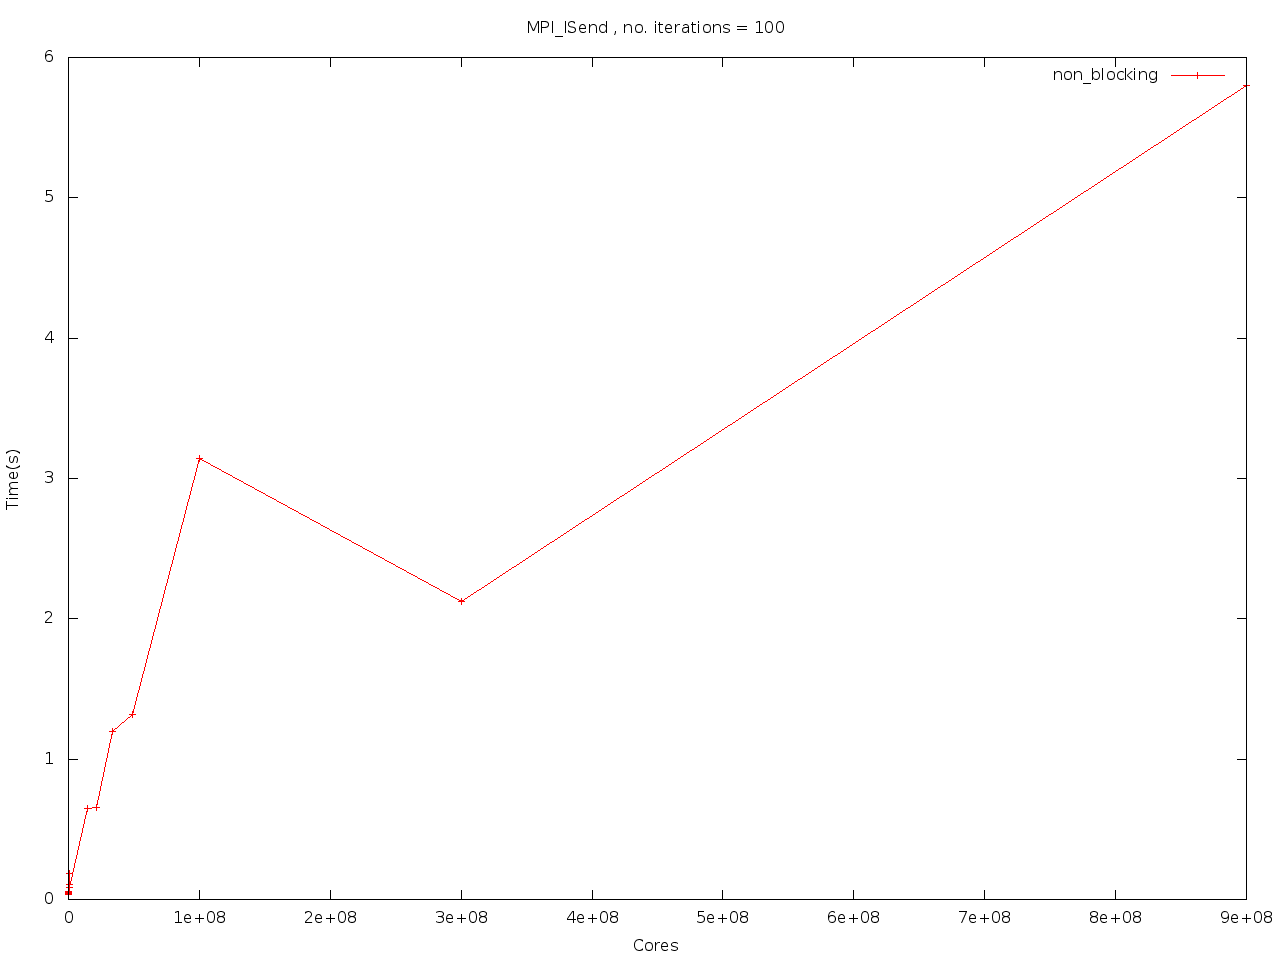 MPI_ISend , no. iterations = 100
non_blocking
6
5
4
3
2
1
0
Time(s)
0 1e+08 2e+08 3e+08 4e+08 5e+08 6e+08 7e+08 8e+08 9e+08
Cores